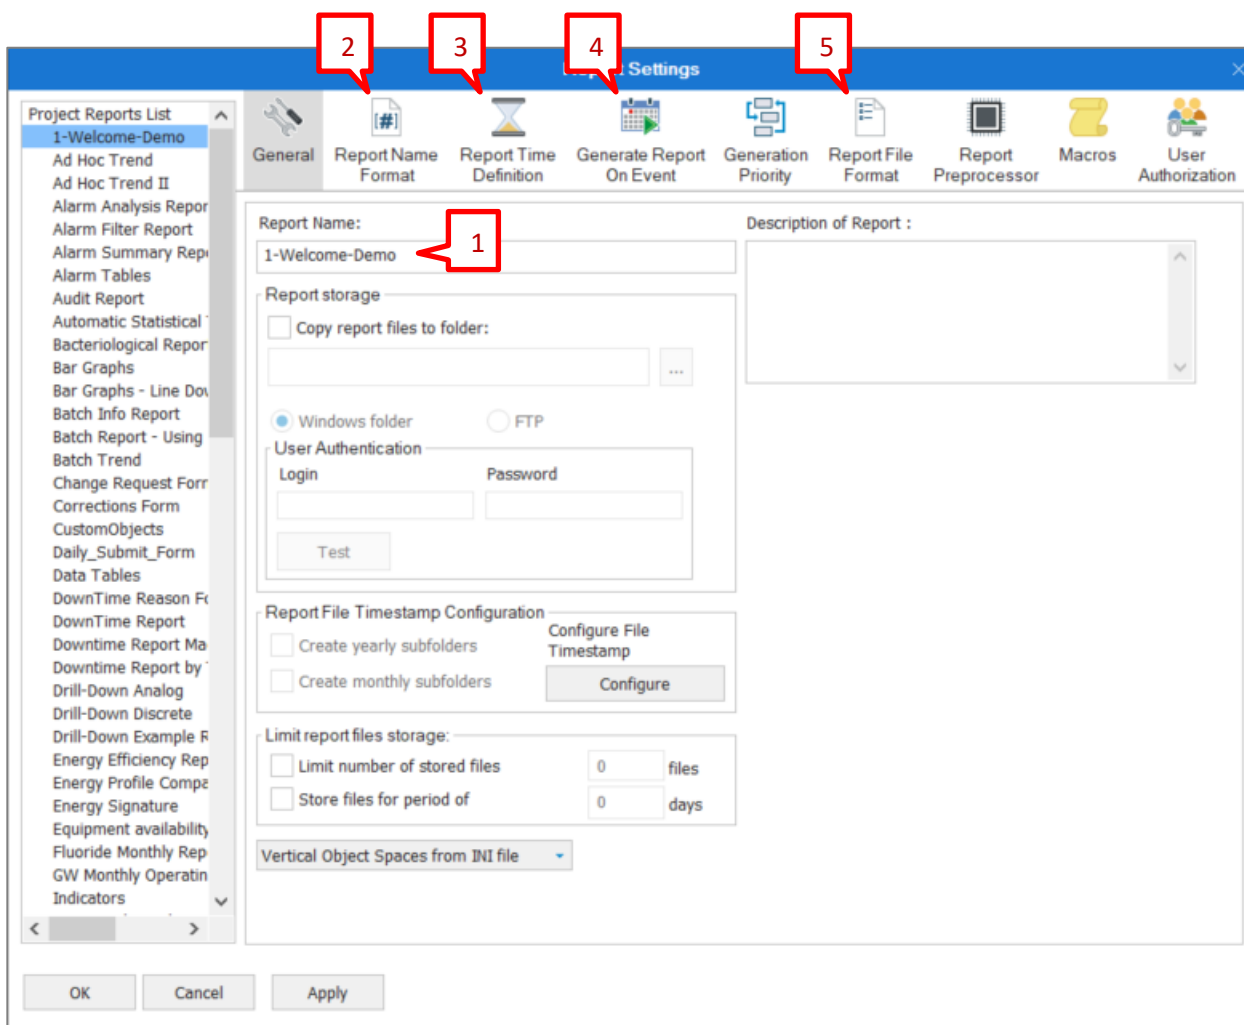 2
3
4
5
Report Settings
Project Reports List
1-Welcome-Demo
Ad Hoc Trend
Ad Hoc Trend II
Alarm Analysis Repor
Alarm Filter Report
Alarm Summary Rep
Alarm Tables
Audit Report
Automatic Statistical
Bacteriological Repor
Bar Graphs
Bar Graphs - Line Dow
Batch Info Report
Batch Report - Using
Batch Trend
Change Request Forr
Corrections Form
CustomObjects
Daily_Submit_Form
Data Tables
DownTime Reason Fo
DownTime Report
Downtime Report Ma
Downtime Report by
Drill-Down Analog
Drill-Down Discrete
Drill-Down Example R
Energy Efficiency Rep
Energy Profile Compa
Energy Signature
Equipment availability
Fluoride Monthly Rep
GW Monthly Operatin
Indicators
General
Report Name
Format
Report Time
Definition
Generate Report
On Event
Generation
Priority
Report File
Format
Report
Preprocessor
Macros
User
Authorization
Report Name:
1-Welcome-Demo
1
Report storage
Copy report files to folder:
...
Windows folder
FTP
User Authentication
Login
Password
Test
Report File Timestamp Configuration
Create yearly subfolders
Create monthly subfolders
Configure File
Timestamp
Configure
Limit report files storage:
Limit number of stored files
0 files
Store files for period of
0 days
Vertical Object Spaces from INI file
Description of Report :
OK
Cancel
Apply